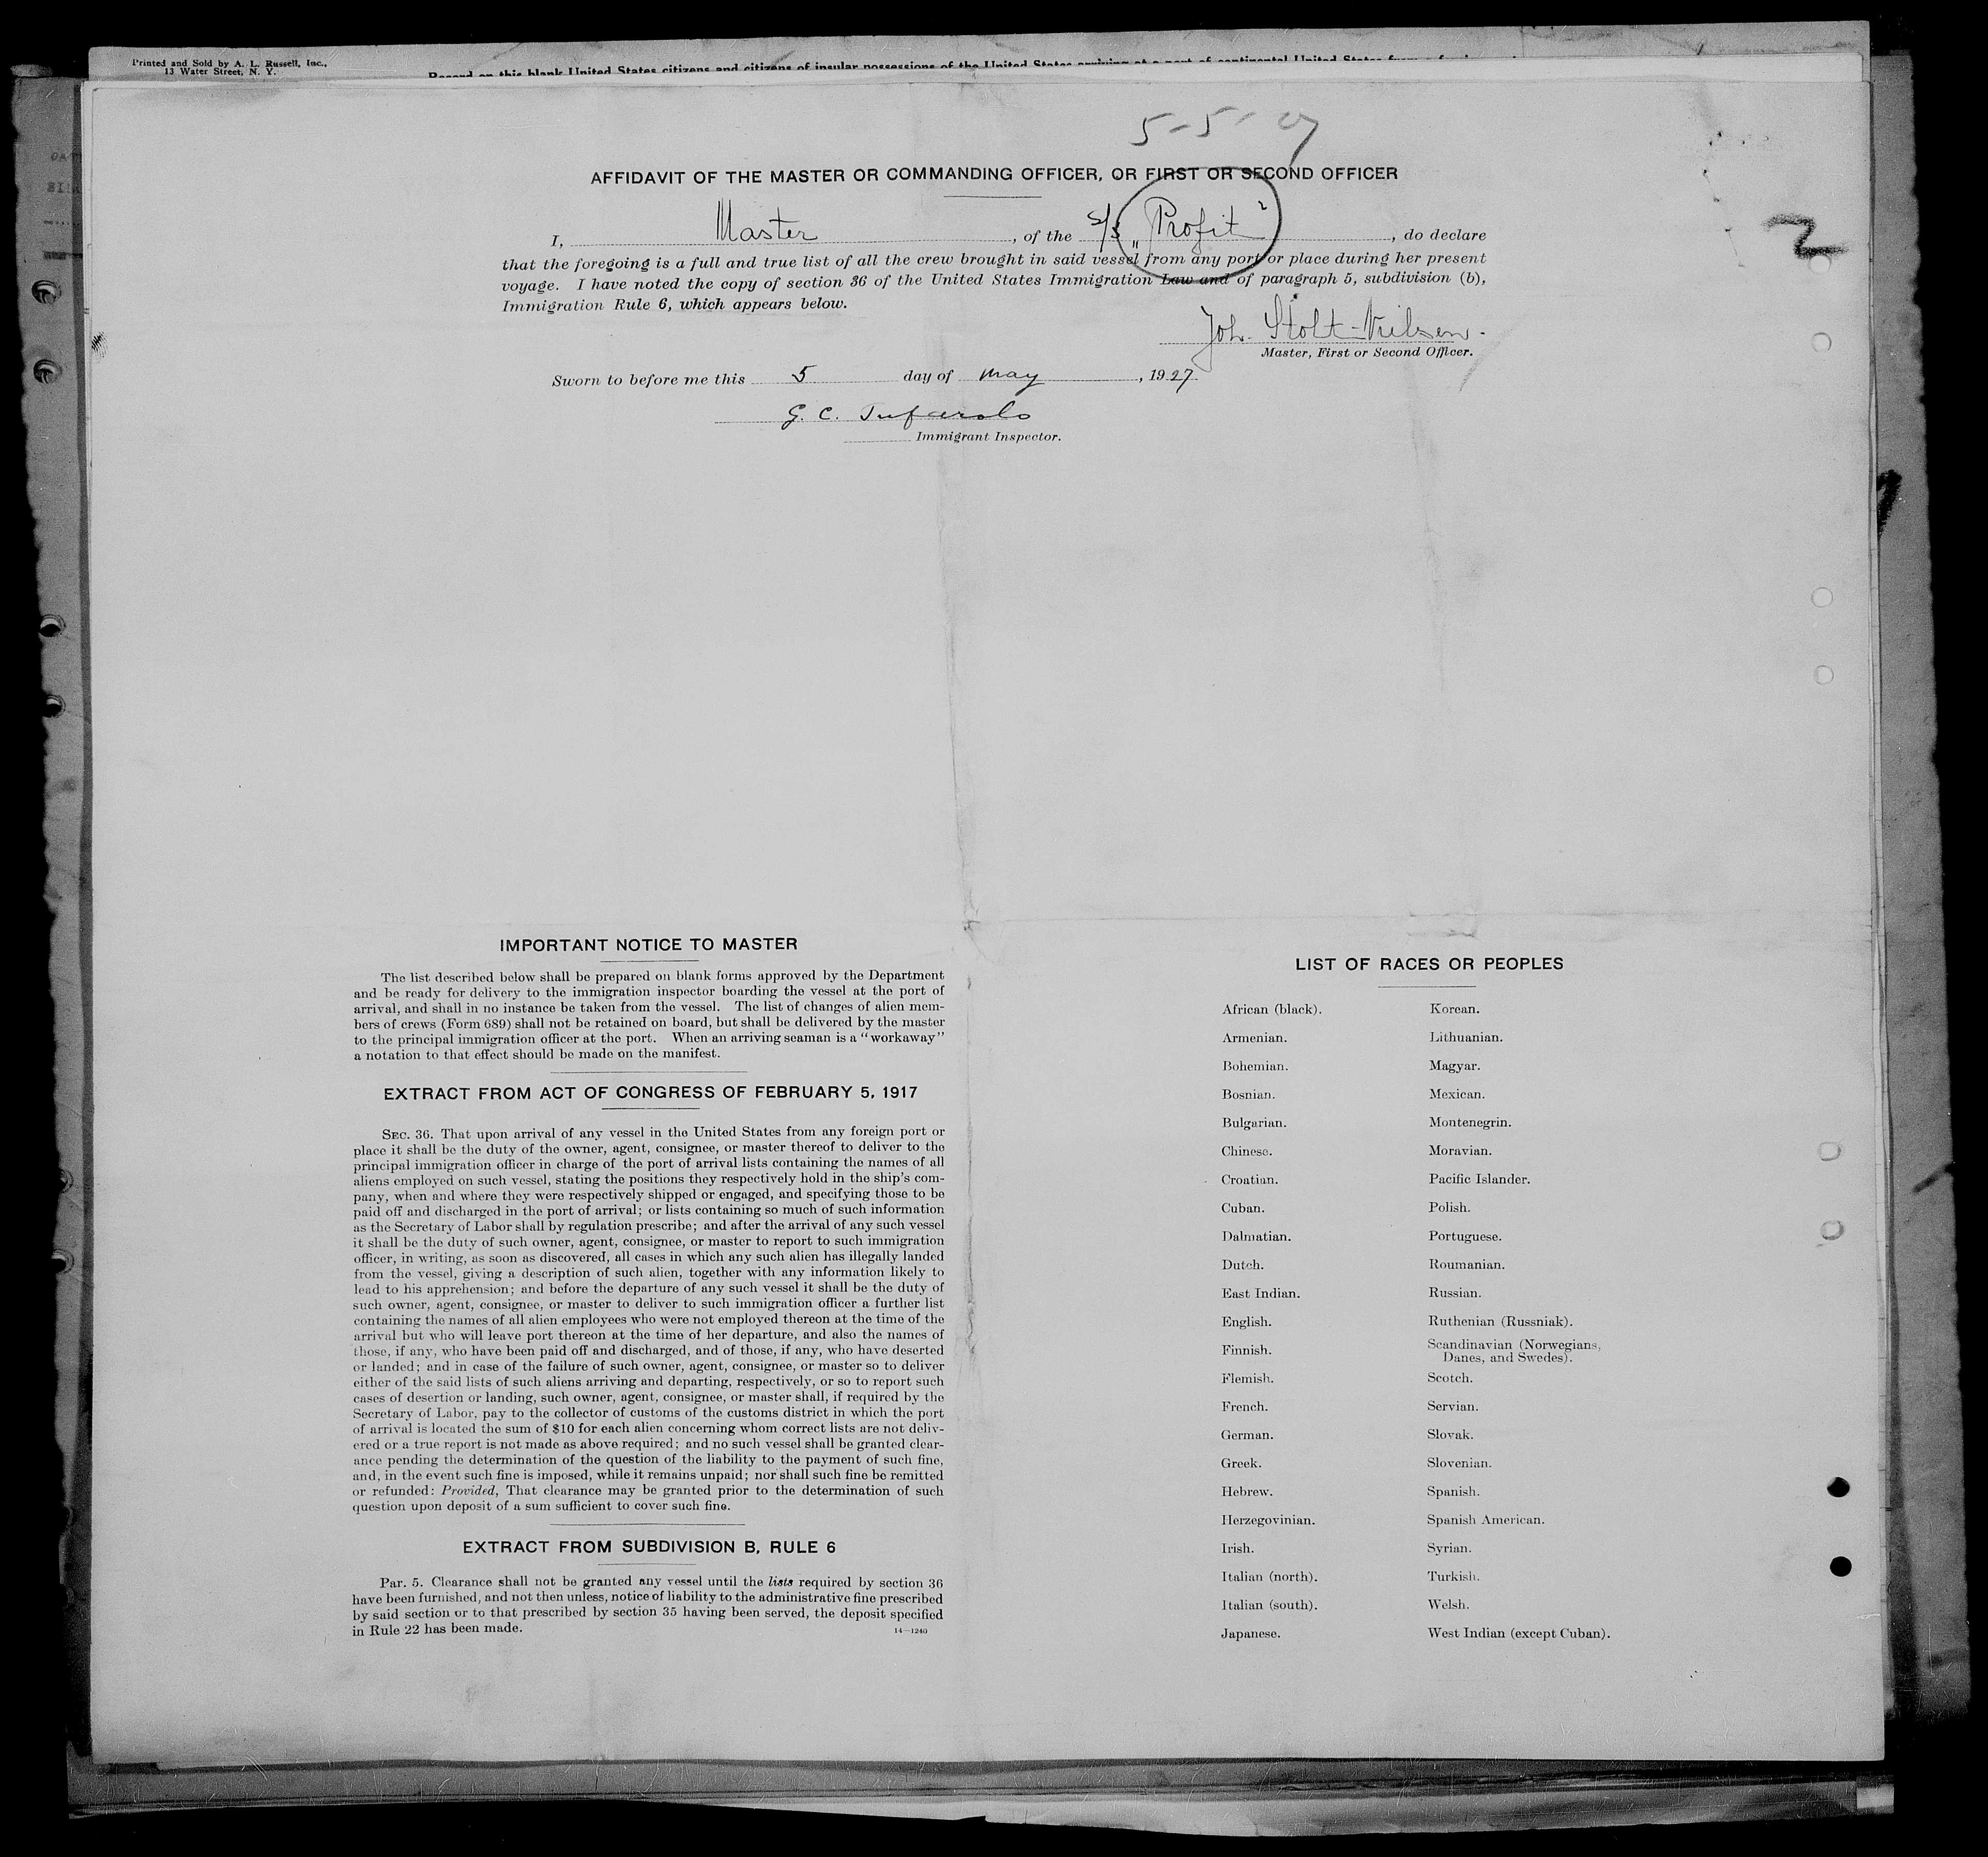 Printed and Sold by A. L. Russell, Inc.,
13 Water Street, N. Y.
Record on this blank United States citizens and citizens of insular possessions of the United States arriving at a port of continental United States from a
5-5-27
AFFIDAVIT OF THE MASTER OR COMMANDING OFFICER, OR FIRST OR SECOND OFFICER
I, Master, of the S/S „Profit", do declare
that the foregoing is a full and true list of all the crew brought in said vessel from any port or place during her present
voyage. I have noted the copy of section 36 of the United States Immigration Law and of paragraph 5, subdivision (b),
Immigration Rule 6, which appears below.
2
Joh. Stolt-Nielsen.
Master, First or Second Officer.
Sworn to before me this 5 day of May, 1927
G. C. Tufarolo
Immigrant Inspector.
IMPORTANT NOTICE TO MASTER
The list described below shall be prepared on blank forms approved by the Department
and be ready for delivery to the immigration inspector boarding the vessel at the port of
arrival, and shall in no instance be taken from the vessel. The list of changes of alien mem-
bers of crews (Form 689) shall not be retained on board, but shall be delivered by the master
to the principal immigration officer at the port. When an arriving seaman is a "workaway"
a notation to that effect should be made on the manifest.
EXTRACT FROM ACT OF CONGRESS OF FEBRUARY 5, 1917
SEC. 36. That upon arrival of any vessel in the United States from any foreign port or
place it shall be the duty of the owner, agent, consignee, or master thereof to deliver to the
principal immigration officer in charge of the port of arrival lists containing the names of all
aliens employed on such vessel, stating the positions they respectively hold in the ship's com-
pany, when and where they were respectively shipped or engaged, and specifying those to be
paid off and discharged in the port of arrival; or lists containing so much of such information
as the Secretary of Labor shall by regulation prescribe; and after the arrival of any such vessel
it shall be the duty of such owner, agent, consignee, or master to report to such immigration
officer, in writing, as soon as discovered, all cases in which any such alien has illegally landed
from the vessel, giving a description of such alien, together with any information likely to
lead to his apprehension; and before the departure of any such vessel it shall be the duty of
such owner, agent, consignee, or master to deliver to such immigration officer a further list
containing the names of all alien employees who were not employed thereon at the time of the
arrival but who will leave port thereon at the time of her departure, and also the names of
those, if any, who have been paid off and discharged, and of those, if any, who have deserted
or landed; and in case of the failure of such owner, agent, consignee, or master so to deliver
either of the said lists of such aliens arriving and departing, respectively, or so to report such
cases of desertion or landing, such owner, agent, consignee, or master shall, if required by the
Secretary of Labor, pay to the collector of customs of the customs district in which the port
of arrival is located the sum of $10 for each alien concerning whom correct lists are not deliv-
ered or a true report is not made as above required; and no such vessel shall be granted clear-
ance pending the determination of the question of the liability to the payment of such fine,
and, in the event such fine is imposed, while it remains unpaid; nor shall such fine be remitted
or refunded: Provided, That clearance may be granted prior to the determination of such
question upon deposit of a sum sufficient to cover such fine.
EXTRACT FROM SUBDIVISION B, RULE 6
Par. 5. Clearance shall not be granted any vessel until the lists required by section 36
have been furnished, and not then unless, notice of liability to the administrative fine prescribed
by said section or to that prescribed by section 35 having been served, the deposit specified
in Rule 22 has been made.
14—1240
LIST OF RACES OR PEOPLES
African (black).
Armenian.
Bohemian.
Bosnian.
Bulgarian.
Chinese.
Croatian.
Cuban.
Dalmatian.
Dutch.
East Indian.
English.
Finnish.
Flemish.
French.
German.
Greek.
Hebrew.
Herzegovinian.
Irish.
Italian (north).
Italian (south).
Japanese.
Korean.
Lithuanian.
Magyar.
Mexican.
Montenegrin.
Moravian.
Pacific Islander.
Polish.
Portuguese.
Roumanian.
Russian.
Ruthenian (Russniak).
Scandinavian (Norwegians,
Danes, and Swedes).
Scotch.
Servian.
Slovak.
Slovenian.
Spanish.
Spanish American.
Syrian.
Turkish.
Welsh.
West Indian (except Cuban).